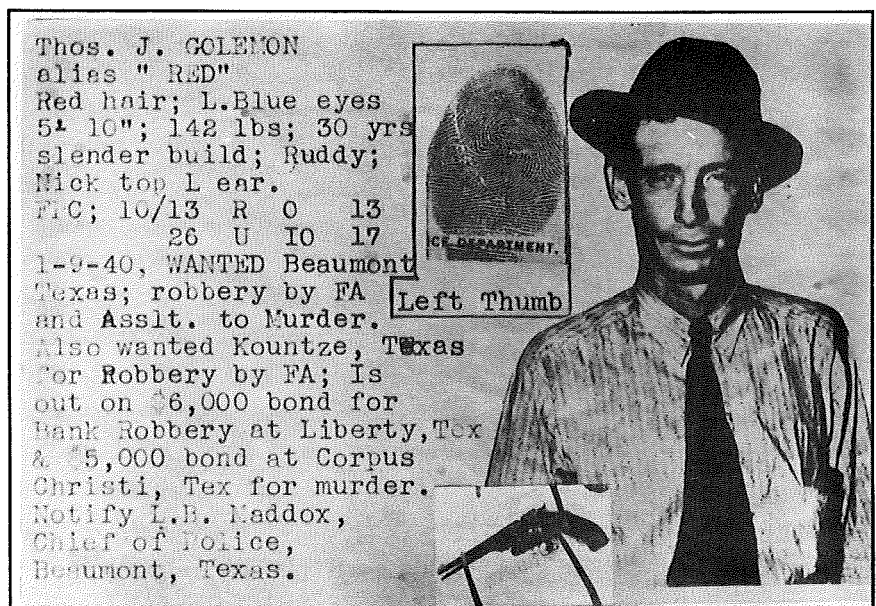 Thos. J. GOLEMON
alias " RED"
Red hair; L.Blue eyes
5' 10"; 142 lbs; 30 yrs
slender build; Ruddy;
Nick top L ear.
F.C; 10/13 R O 13
26 U IO 17
1-9-40, WANTED Beaumont
Texas; robbery by FA
and Asslt. to Murder.
Also wanted Kountze, Texas
for Robbery by FA; Is
out on $6,000 bond for
Bank Robbery at Liberty,Tex
& $5,000 bond at Corpus
Christi, Tex for murder.
Notify L.B. Maddox,
Chief of Police,
Beaumont, Texas.
CE DEPARTMENT.
Left Thumb